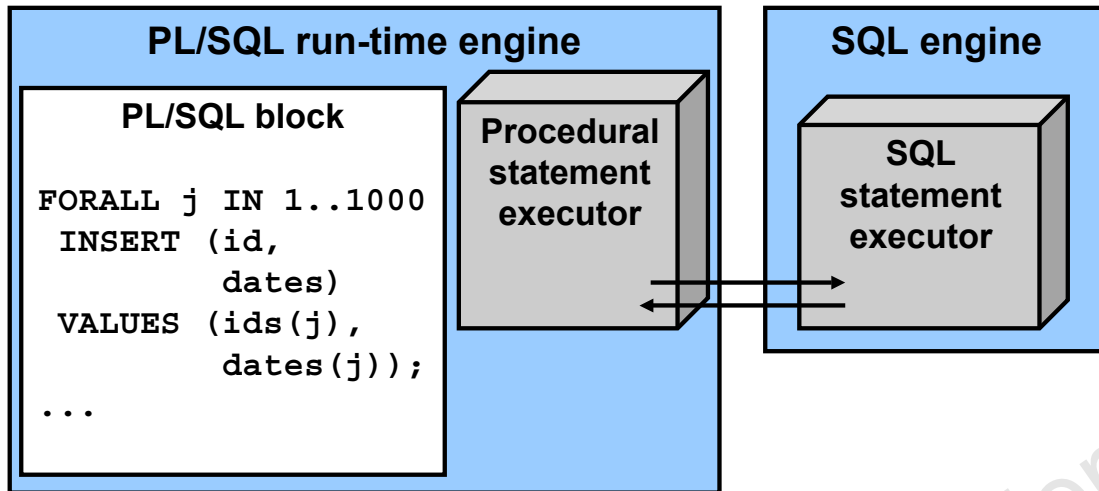 PL/SQL run-time engine
PL/SQL block
FORALL j IN 1..1000
INSERT (id,
dates)
VALUES (ids(j),
dates(j));
...
Procedural
statement
executor
SQL engine
SQL
statement
executor